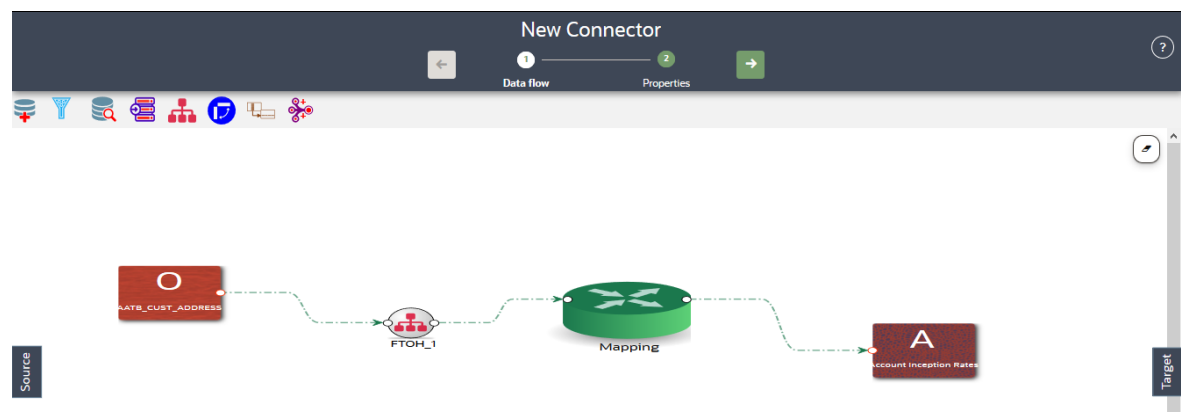 New Connector
1
2
Data flow
Properties
?
O
AATB_CUST_ADDRESS
FTOH_1
Mapping
A
Account Inception Rates
Source
Target